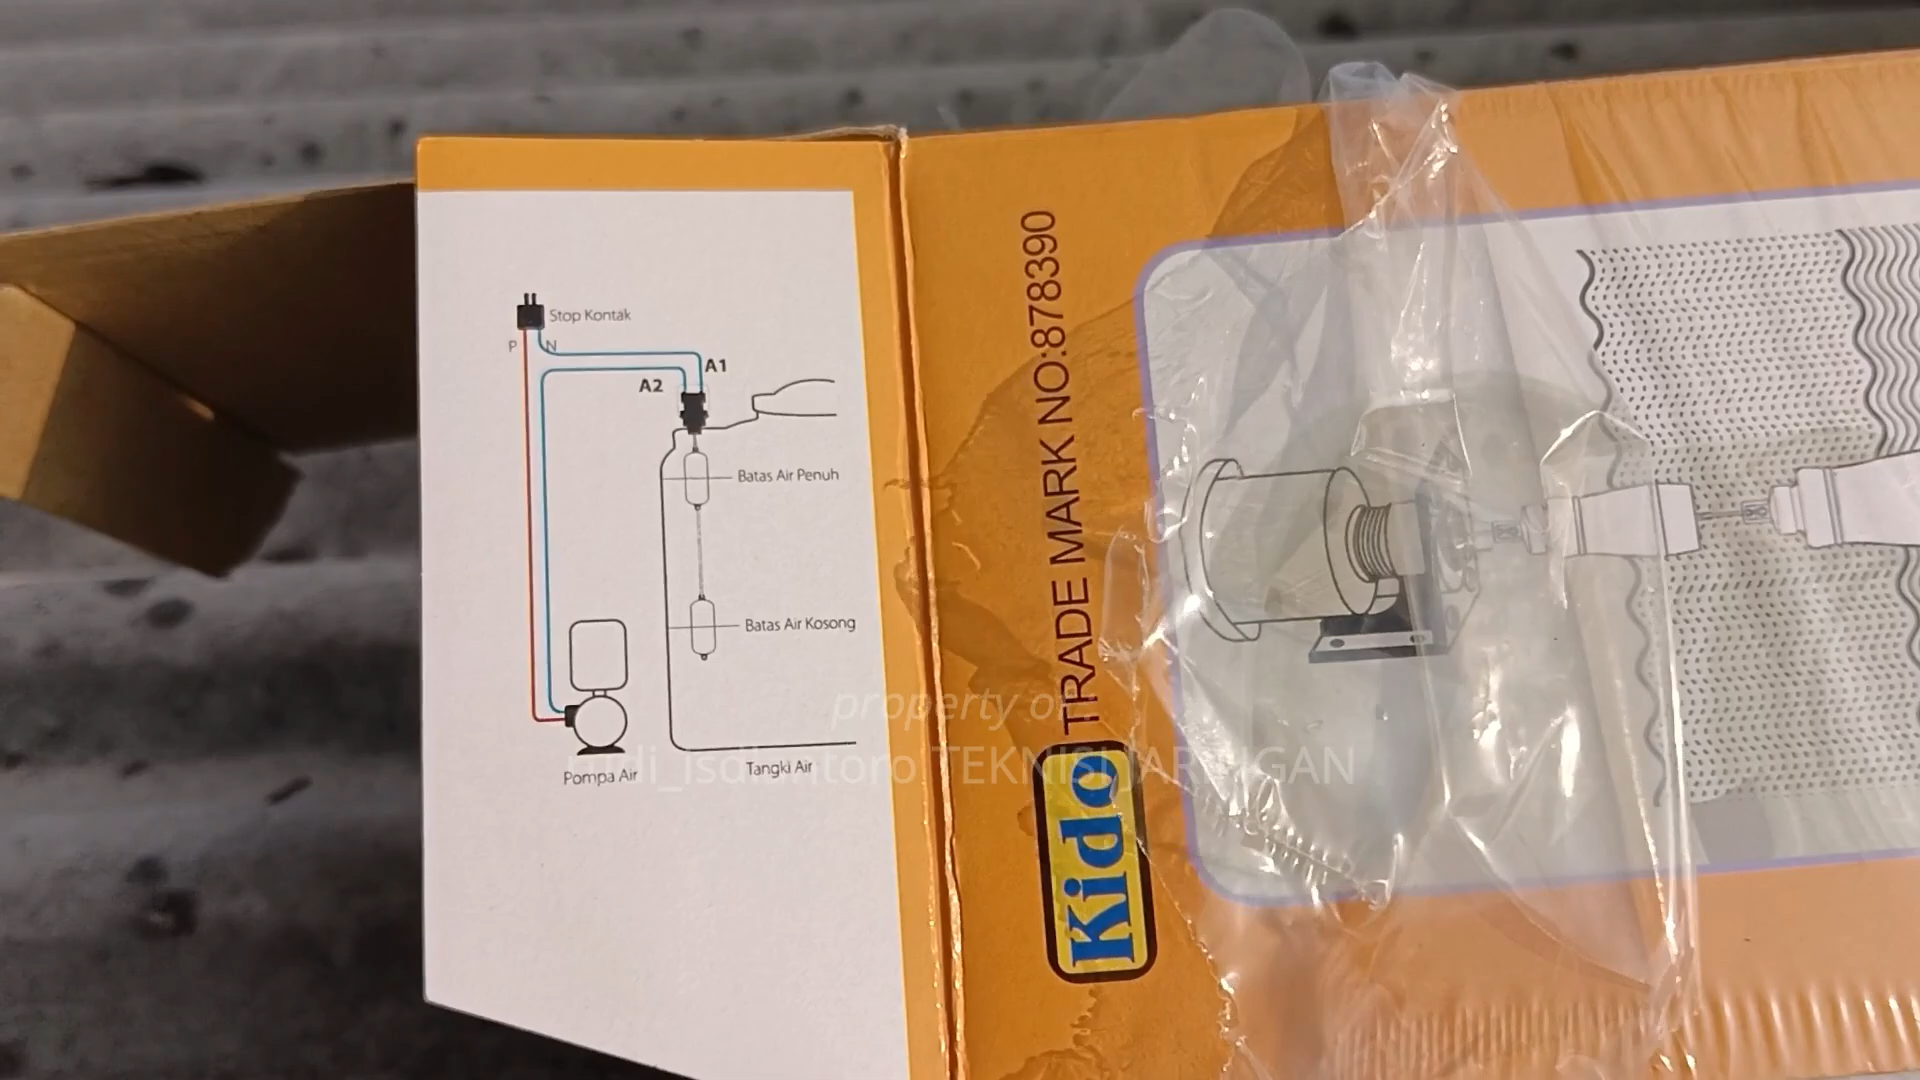 Stop Kontak
P
N
A1
A2
Batas Air Penuh
Batas Air Kosong
Pompa Air
Tangki Air
Kido TRADE MARK NO:878390
property of
TEKNISI JARINGAN